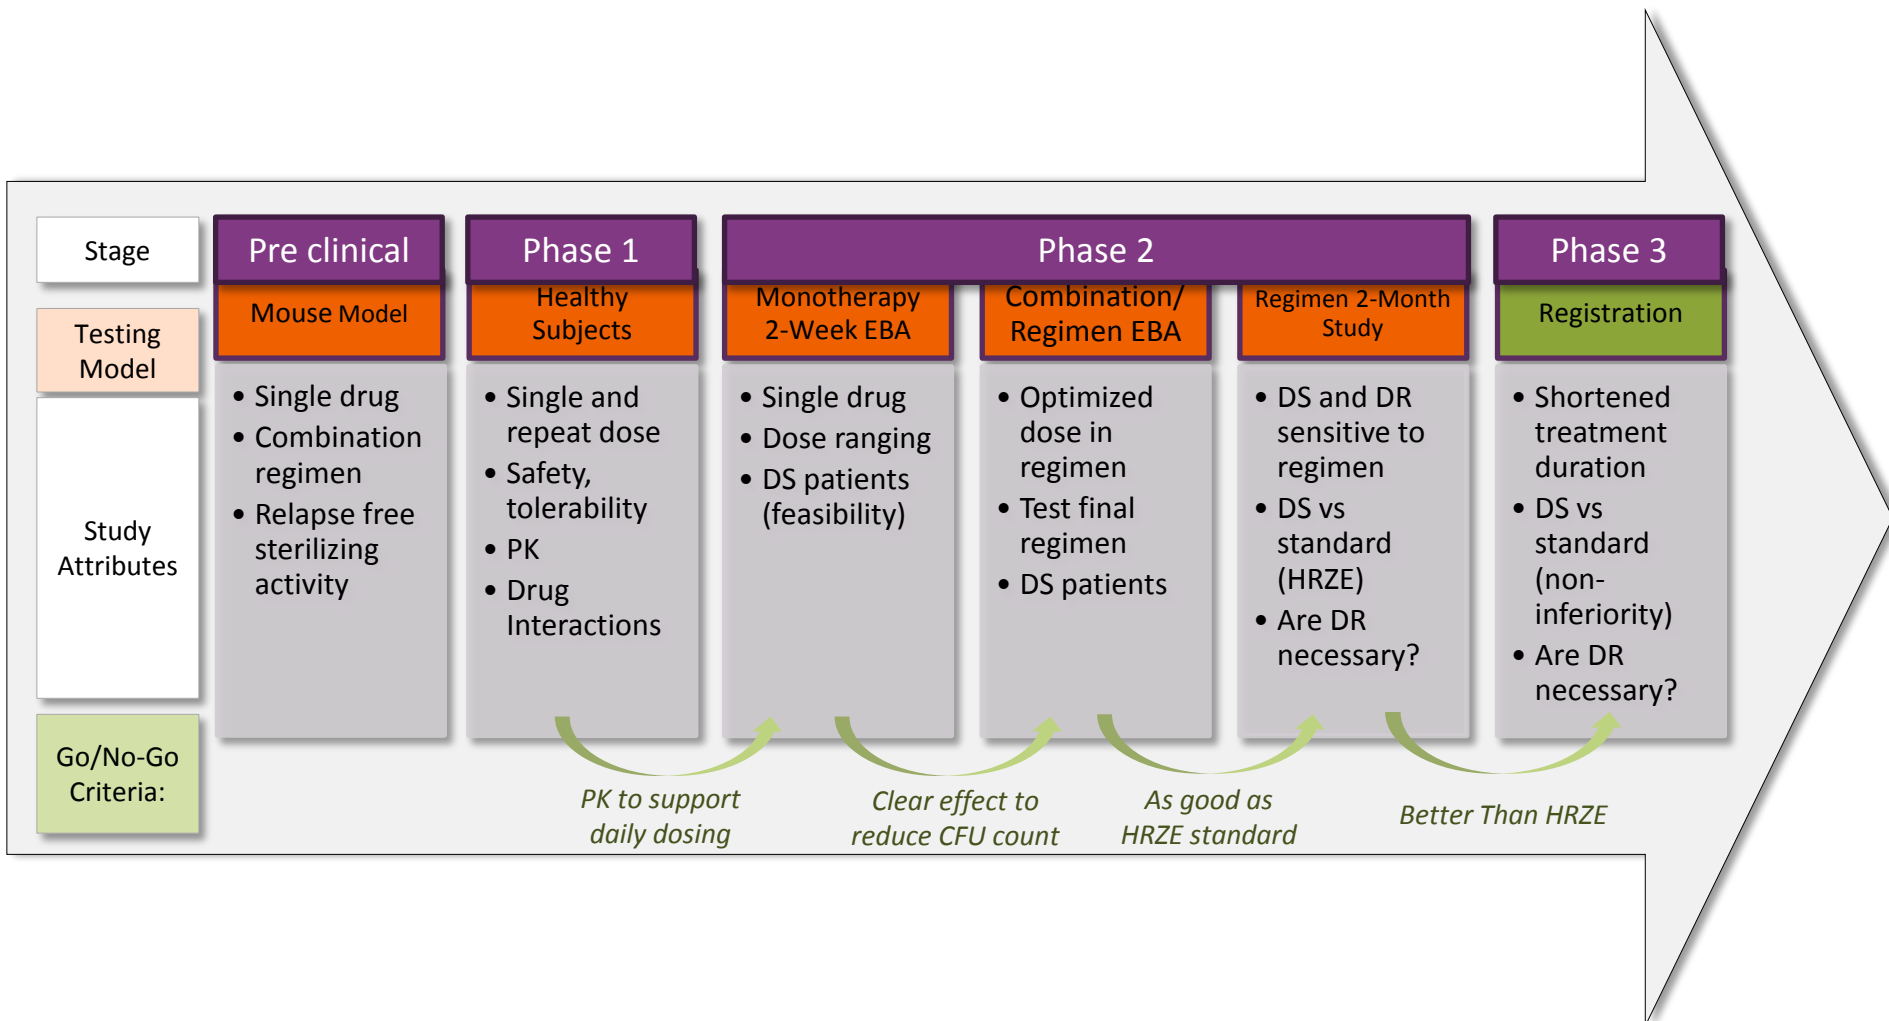 Stage
Pre clinical
Phase 1
Phase 2
Phase 3
Testing
Model
Mouse Model
Healthy
Subjects
Monotherapy
2-Week EBA
Combination/
Regimen EBA
Regimen 2-Month
Study
Registration
Study
Attributes
• Single drug
• Combination
regimen
• Relapse free
sterilizing
activity
• Single and
repeat dose
• Safety,
tolerability
• PK
• Drug
Interactions
• Single drug
• Dose ranging
• DS patients
(feasibility)
• Optimized
dose in
regimen
• Test final
regimen
• DS patients
• DS and DR
sensitive to
regimen
• DS vs
standard
(HRZE)
• Are DR
necessary?
• Shortened
treatment
duration
• DS vs
standard
(non-
inferiority)
• Are DR
necessary?
Go/No-Go
Criteria:
PK to support
daily dosing
Clear effect to
reduce CFU count
As good as
HRZE standard
Better Than HRZE